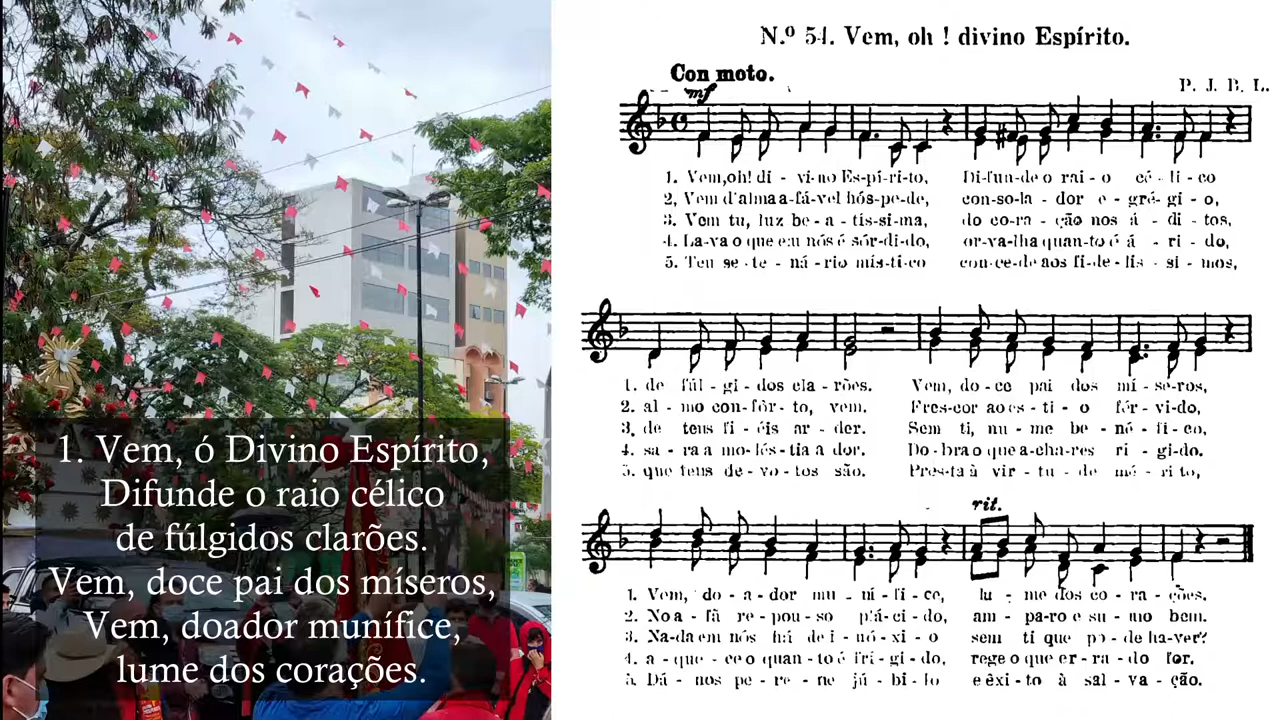 1. Vem, ó Divino Espírito,
Difunde o raio célico
de fúlgidos clarões.
Vem, doce pai dos míseros,
Vem, doador munífice,
lume dos corações.
N.º 54. Vem, oh ! divino Espírito.
Con moto.
P. J. B. L.
mf
1. Vem,oh! di - vi-no Es-pí-ri-to, Di-fun-de o rai - o cé - li - co
2, Vem d'alma a-fá-vel hós-pe-de, con-so-la - dor e - gré-gi - o,
3. Vem tu, luz be - a - tís-si-ma, do co-ra - ção nos á - di - tos,
4. La-va o que em nós é sór-di-do, or-va-lha quan-to é á - ri - do,
5. Teu se-te - ná-rio mís-ti-co con-ce-de aos fi-de-lís - si - mos,
1. de fúl-gi-dos cla-rões. Vem, do-ce pai dos mí-se-ros,
2. al-mo con-fôr-to, vem. Fres-cor ao es-ti-o fér-vi-do,
3, de teus fi-éis ar-der. Sem ti, nu-me be-né-fi-co,
4. sa-ra a mo-lés-tia a dor. Do-bra o que a-cha-res rí-gi-do.
5. que teus de-vo-tos são. Pres-ta à vir-tu-de mé-ri to,
rit.
1. Vem, do-a-dor mu-ní-fi-ce, lu-me dos co-ra-ções.
2. No a-fã re-pou-so plá-ci-do, am-pa-ro e su-mo bem.
3. Na-da em nós há de i-nó-xi-o sem ti que po-de ha-ver?
4. a-que-ce o quan-to é frí-gi-do, rege o que er-ra-do for.
5. Dá-nos pe-re-ne jú-bi-lo e êxi-to à sal-va-ção.